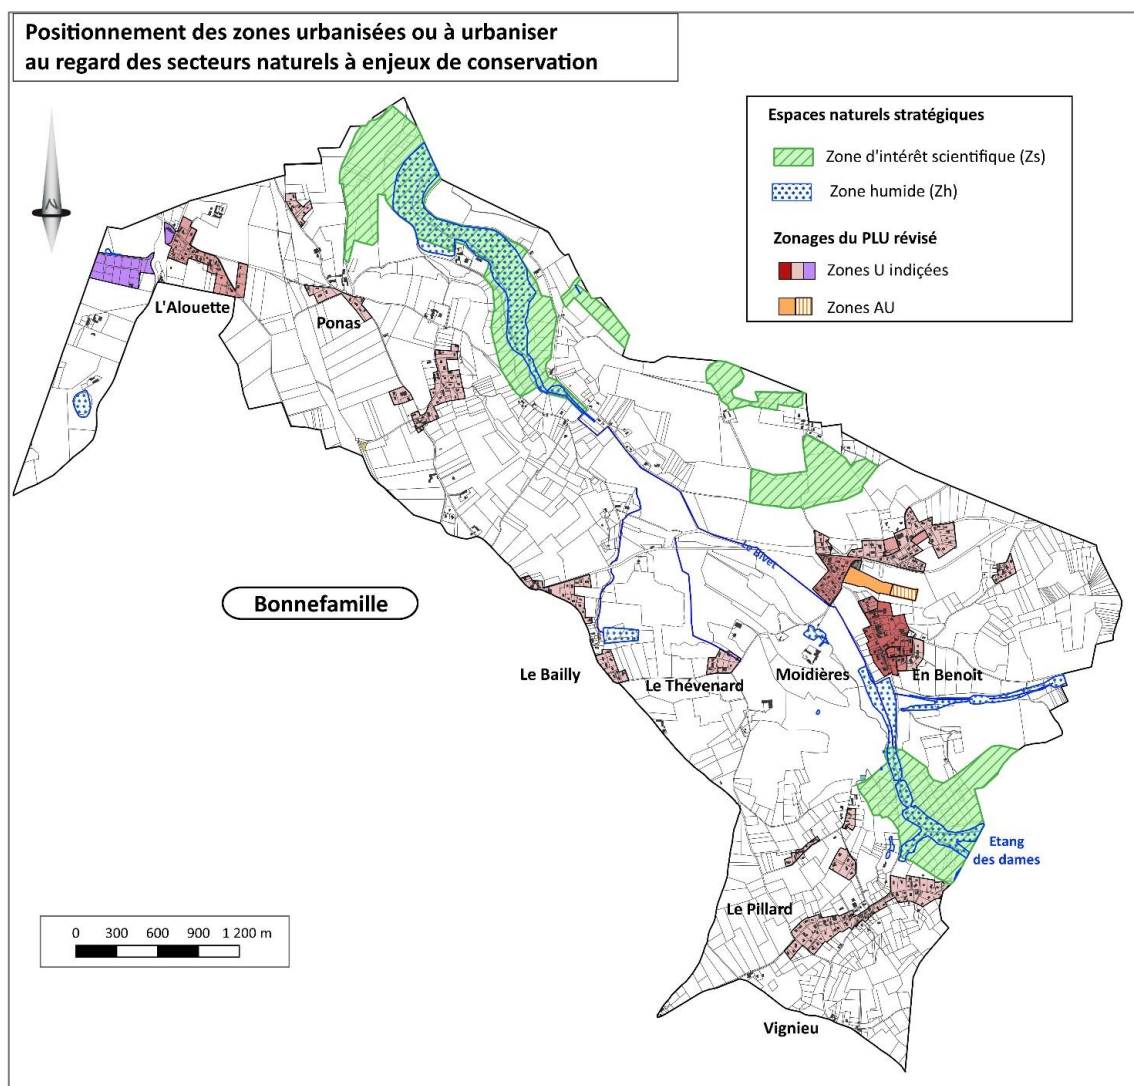 Positionnement des zones urbanisées ou à urbaniser
au regard des secteurs naturels à enjeux de conservation
Espaces naturels stratégiques
Zone d'intérêt scientifique (Zs)
Zone humide (Zh)
Zonages du PLU révisé
Zones U indiçées
Zones AU
N
L'Alouette
Ponas
Le Bivet
Bonnefamille
Le Bailly
Le Thévenard
Moidières
En Benoit
Etang
des dames
Le Pillard
0 300 600 900 1 200 m
Vignieu